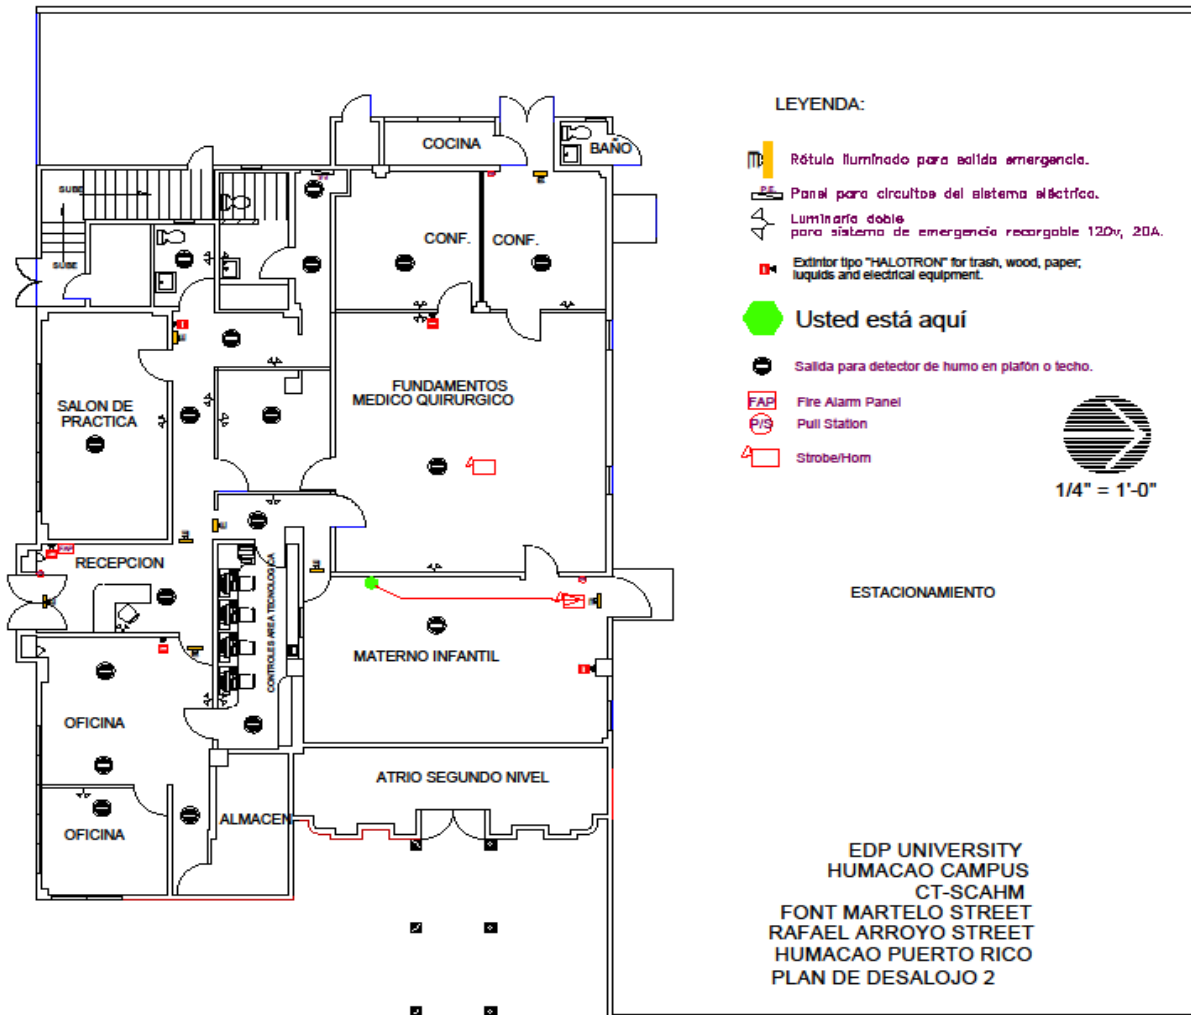 LEYENDA:
Rótulo iluminado para salida emergencia.
P.E.
Panel para circuitos del sistema eléctrico.
Luminaria doble
para sistema de emergencia recargable 120v, 20A.
Extintor tipo "HALOTRON" for trash, wood, paper,
luquids and electrical equipment.
Usted está aquí
Salida para detector de humo en plafón o techo.
FAP Fire Alarm Panel
P/S Pull Station
Strobe/Horn
1/4" = 1'-0"
COCINA
BAÑO
SUBE
SUBE
CONF.
CONF.
SALON DE
PRACTICA
FUNDAMENTOS
MEDICO QUIRURGICO
FAP
RECEPCION
CONTROLES AREA TECNOLOGICA
MATERNO INFANTIL
ESTACIONAMIENTO
OFICINA
OFICINA
ALMACEN
ATRIO SEGUNDO NIVEL
EDP UNIVERSITY
HUMACAO CAMPUS
CT-SCAHM
FONT MARTELO STREET
RAFAEL ARROYO STREET
HUMACAO PUERTO RICO
PLAN DE DESALOJO 2